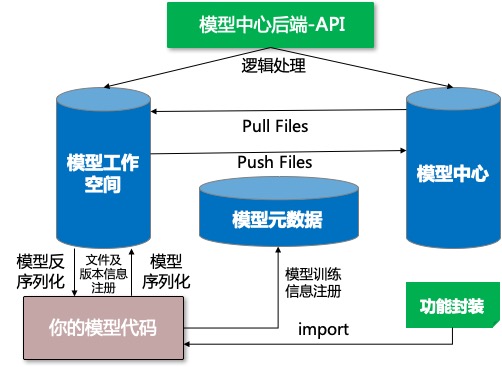 模型中心后端-API
逻辑处理
Pull Files
Push Files
模型工作
空间
模型中心
模型元数据
模型反
序列化
文件及
版本信息
注册
模型
序列化
模型训练
信息注册
功能封装
你的模型代码
import